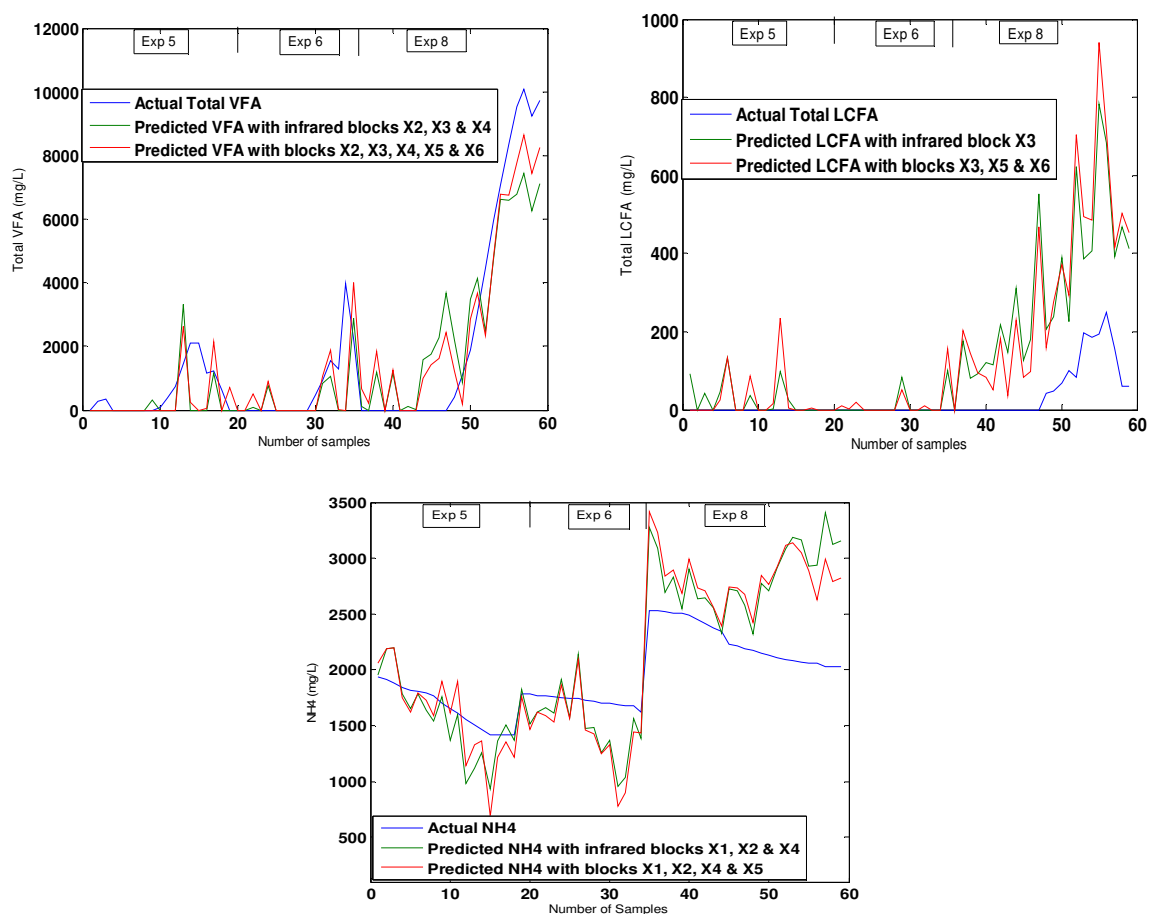 12000
10000
8000
6000
4000
2000
0
Total VFA (mg/L)
Exp 5
Exp 6
Exp 8
Actual Total VFA
Predicted VFA with infrared blocks X2, X3 & X4
Predicted VFA with blocks X2, X3, X4, X5 & X6
0 10 20 30 40 50 60
Number of samples
1000
800
600
400
200
0
Total LCFA (mg/L)
Exp 5
Exp 6
Exp 8
Actual Total LCFA
Predicted LCFA with infrared block X3
Predicted LCFA with blocks X3, X5 & X6
0 10 20 30 40 50 60
Number of samples
3500
3000
2500
2000
1500
1000
500
NH4 (mg/L)
Exp 5
Exp 6
Exp 8
Actual NH4
Predicted NH4 with infrared blocks X1, X2 & X4
Predicted NH4 with blocks X1, X2, X4 & X5
0 10 20 30 40 50 60
Number of Samples